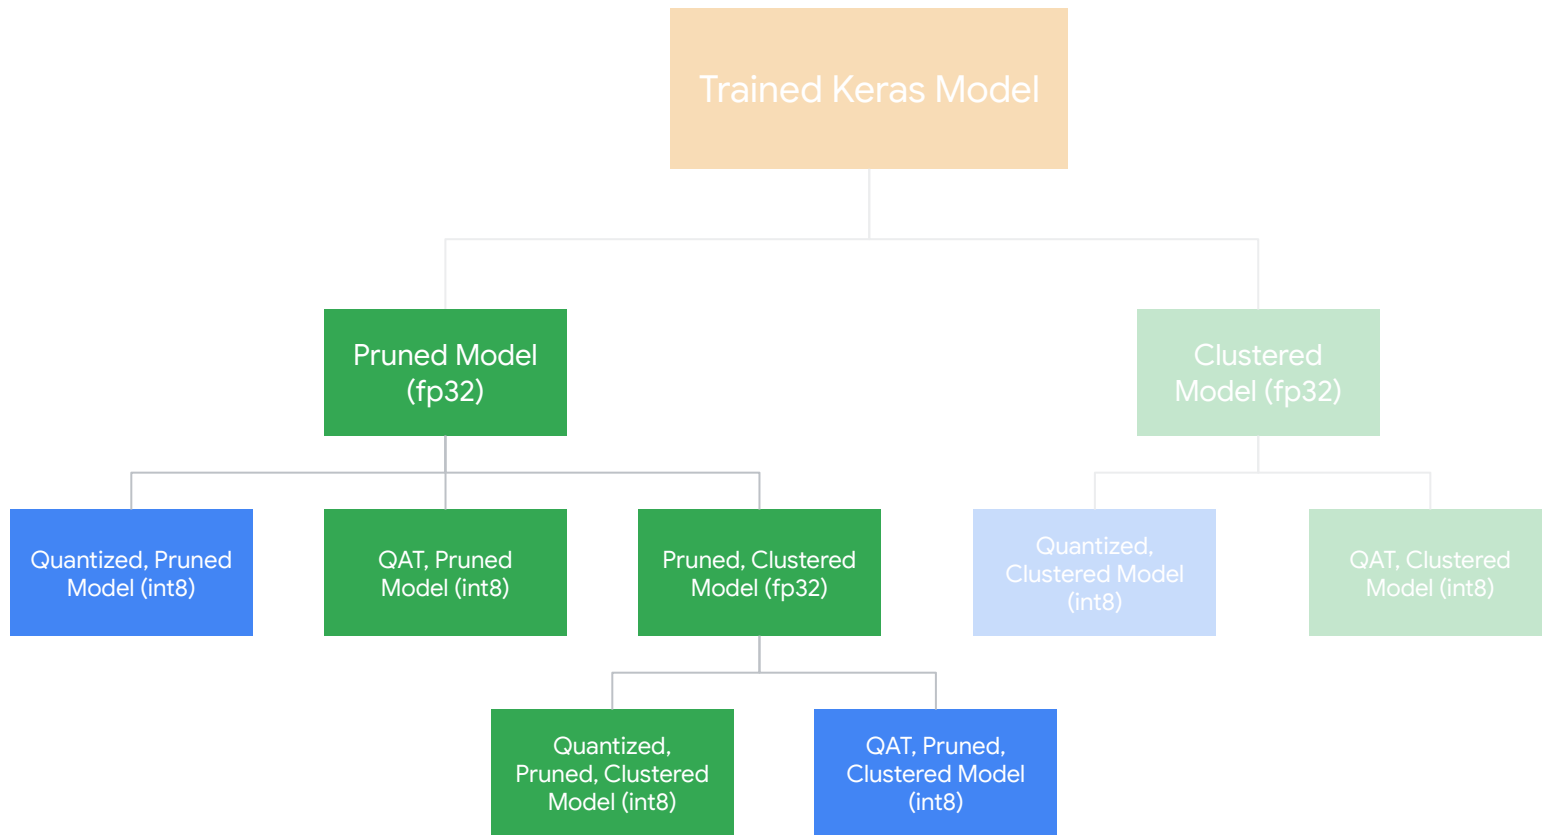 Trained Keras Model
Pruned Model
(fp32)
Clustered
Model (fp32)
Quantized, Pruned
Model (int8)
QAT, Pruned
Model (int8)
Pruned, Clustered
Model (fp32)
Quantized,
Clustered Model
(int8)
QAT, Clustered
Model (int8)
Quantized,
Pruned, Clustered
Model (int8)
QAT, Pruned,
Clustered Model
(int8)